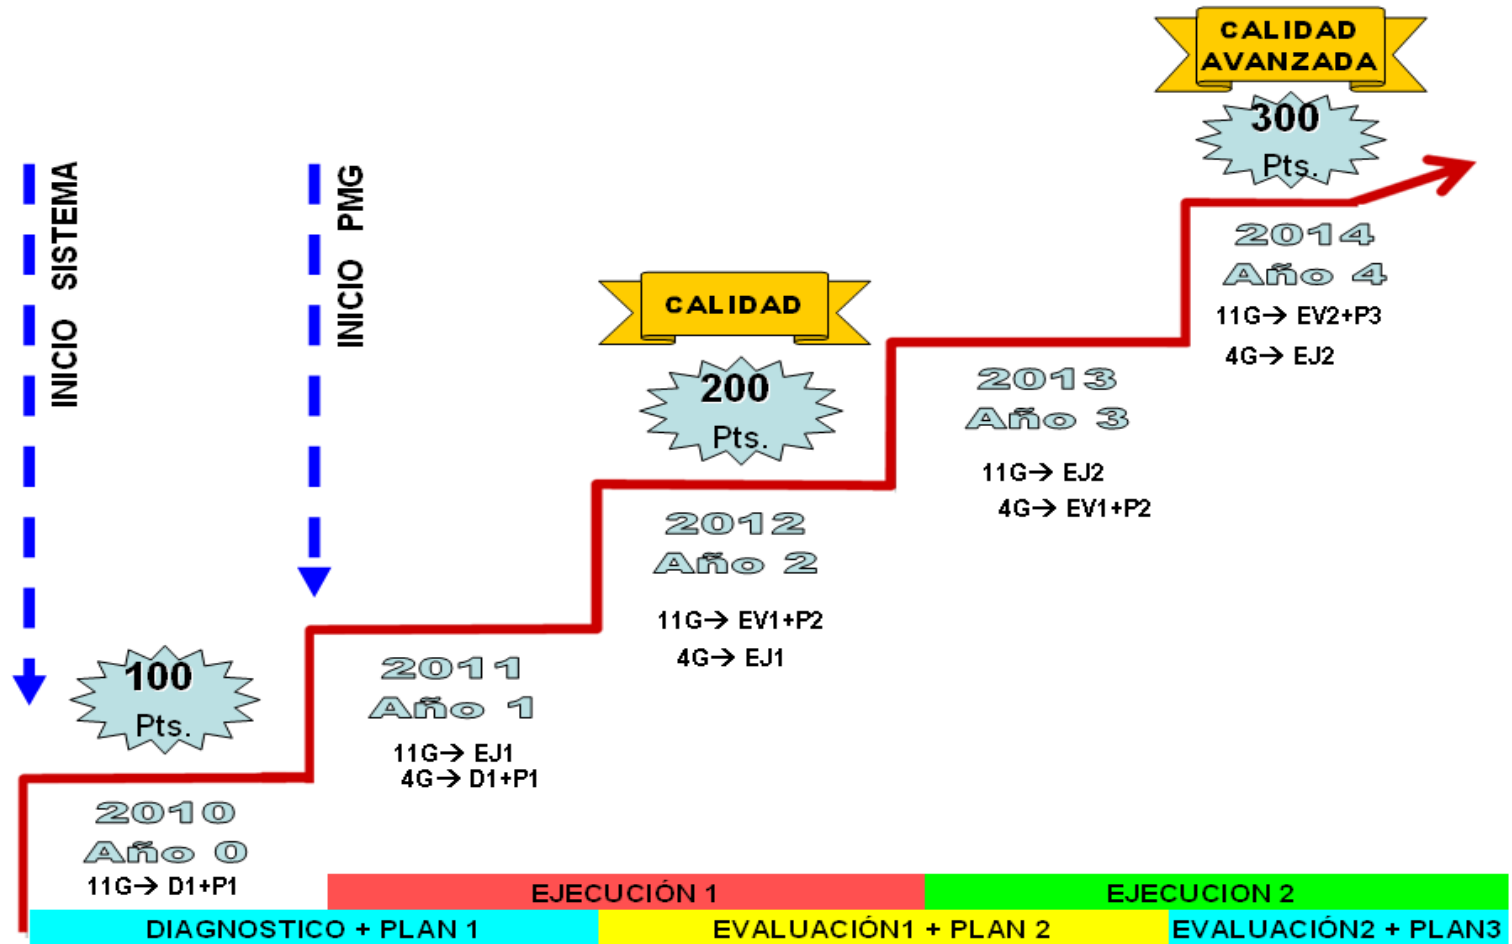 CALIDAD
AVANZADA
300
Pts.
INICIO SISTEMA
INICIO PMG
2014
Año 4
11G→ EV2+P3
4G→ EJ2
CALIDAD
200
Pts.
2013
Año 3
11G→ EJ2
4G→ EV1+P2
2012
Año 2
11G→ EV1+P2
4G→ EJ1
100
Pts.
2011
Año 1
11G→ EJ1
4G→ D1+P1
2010
Año 0
11G→ D1+P1
EJECUCIÓN 1
EJECUCION 2
DIAGNOSTICO + PLAN 1
EVALUACIÓN1 + PLAN 2
EVALUACIÓN2 + PLAN3